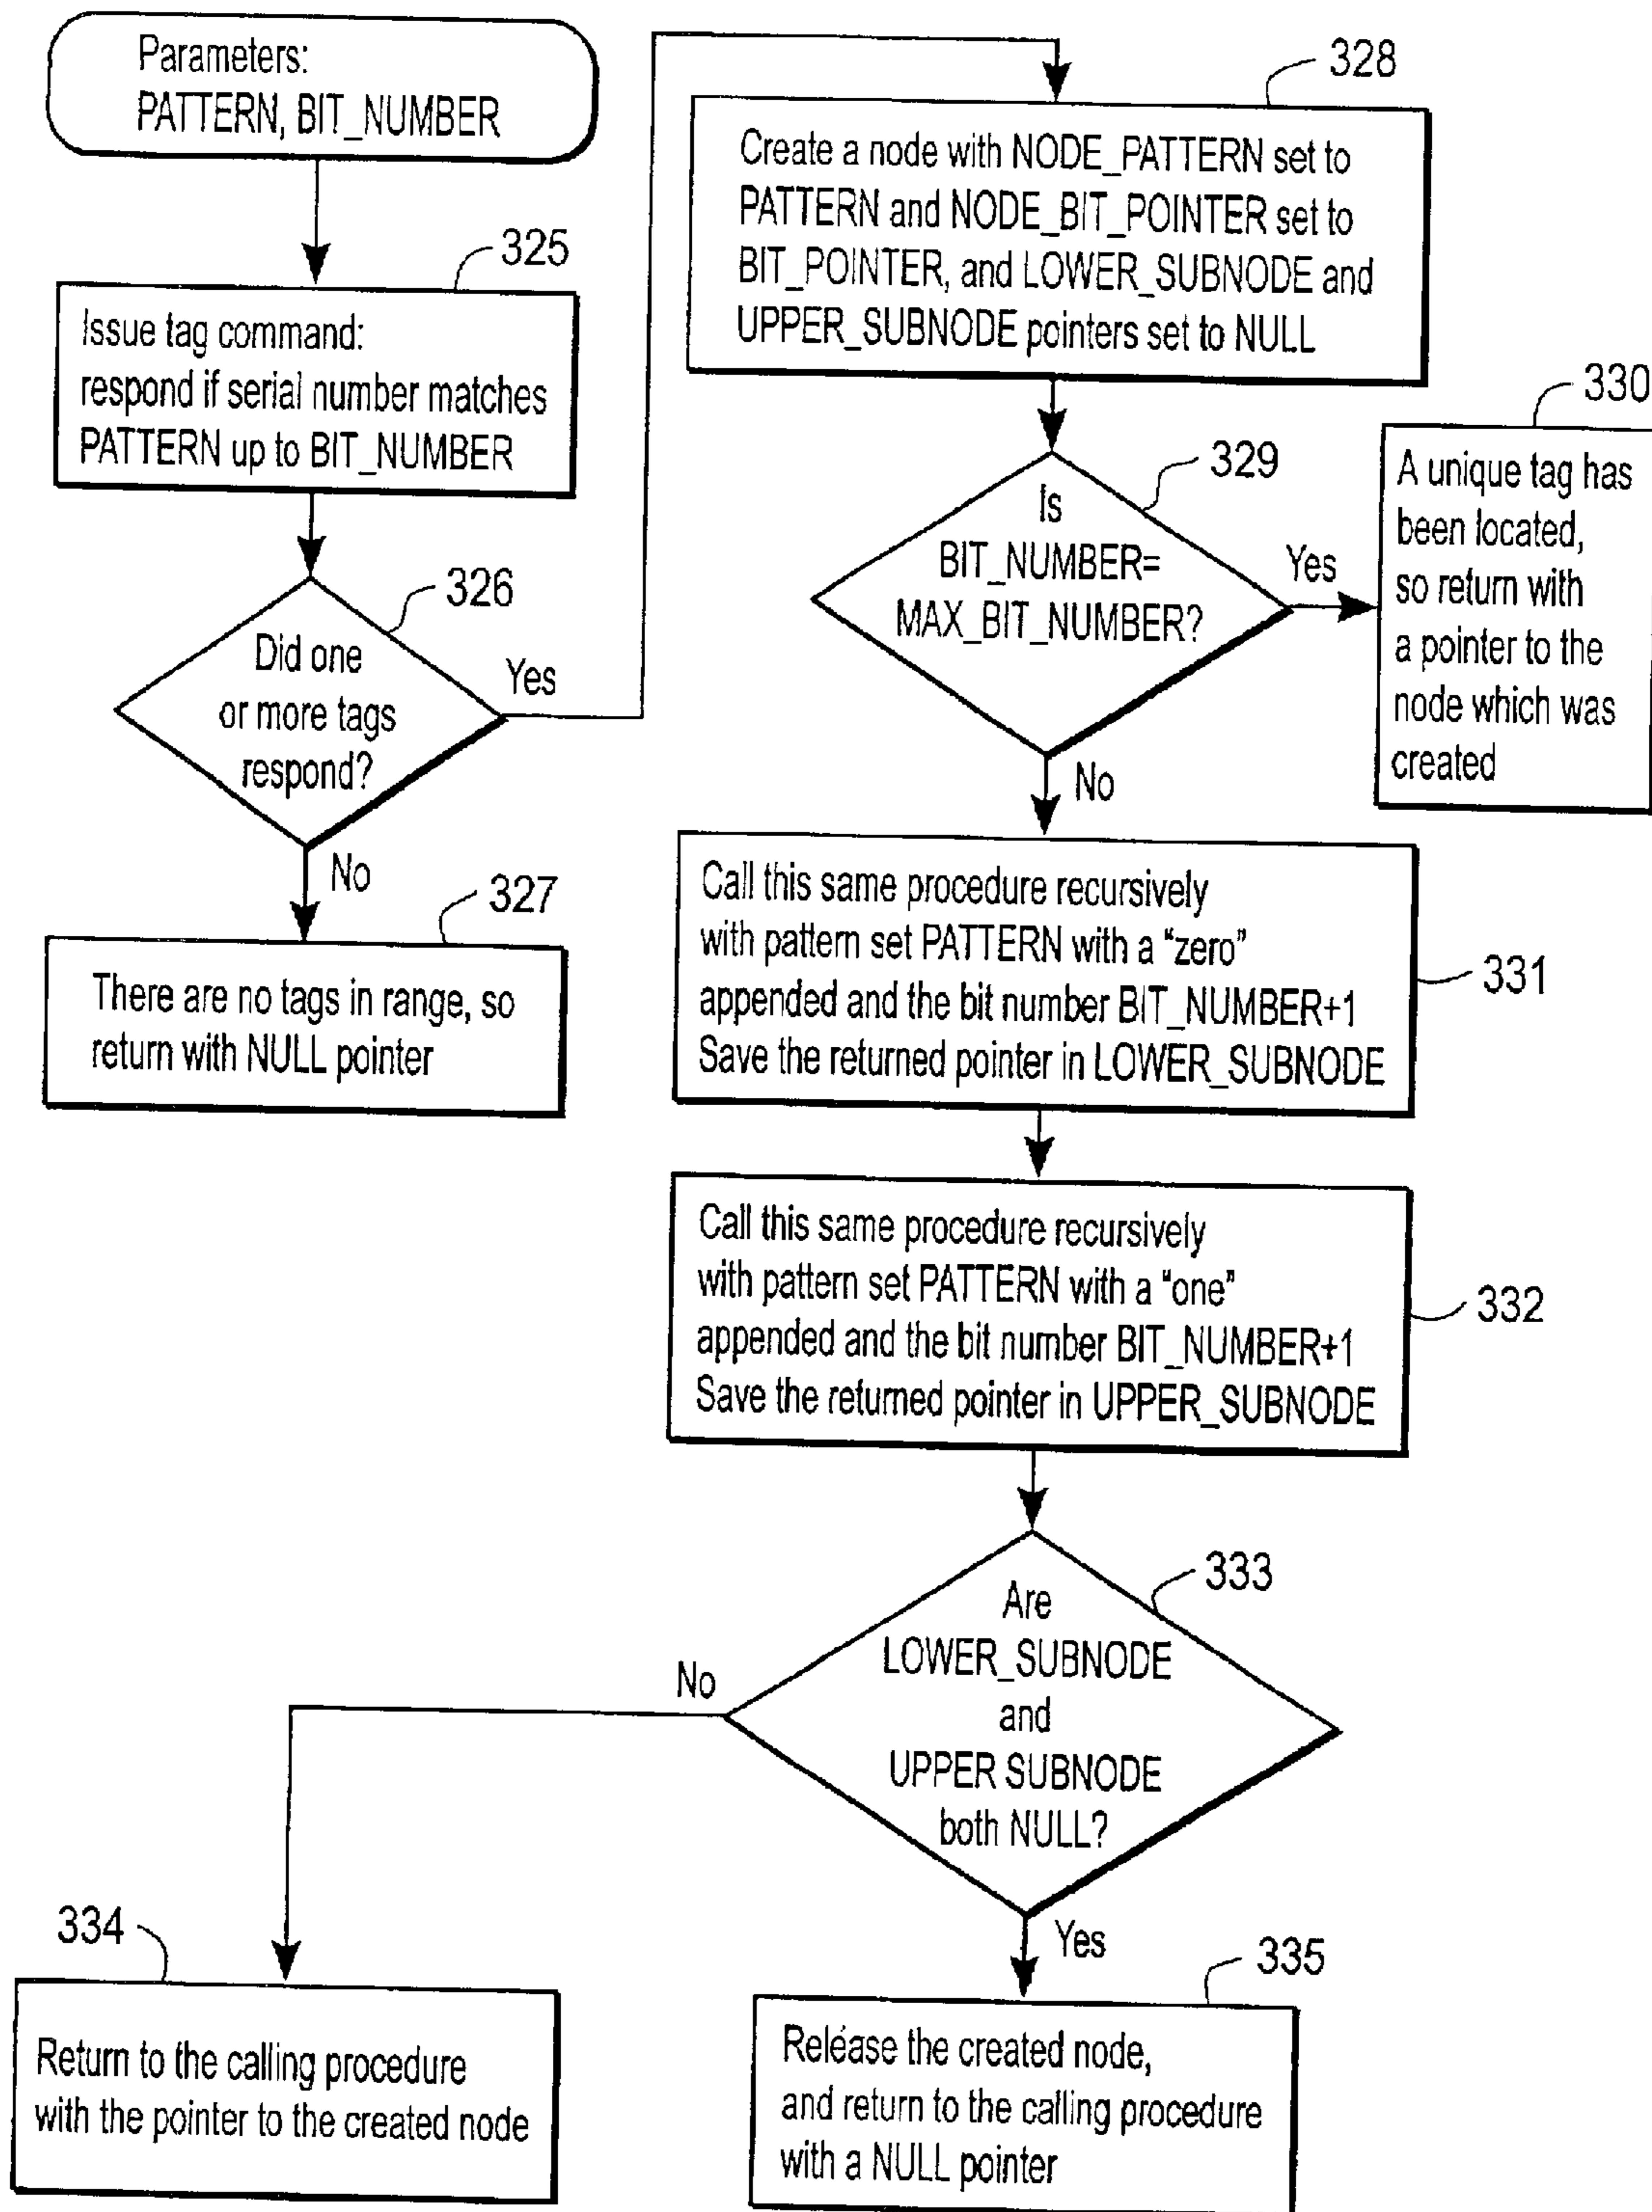 Parameters:
PATTERN, BIT_NUMBER
325
Issue tag command:
respond if serial number matches
PATTERN up to BIT_NUMBER
326
Did one
or more tags
respond?
Yes
No
327
There are no tags in range, so
return with NULL pointer
328
Create a node with NODE_PATTERN set to
PATTERN and NODE_BIT_POINTER set to
BIT_POINTER, and LOWER_SUBNODE and
UPPER_SUBNODE pointers set to NULL
329
Is
BIT_NUMBER=
MAX_BIT_NUMBER?
Yes
No
330
A unique tag has
been located,
so return with
a pointer to the
node which was
created
331
Call this same procedure recursively
with pattern set PATTERN with a “zero”
appended and the bit number BIT_NUMBER+1
Save the returned pointer in LOWER_SUBNODE
332
Call this same procedure recursively
with pattern set PATTERN with a “one”
appended and the bit number BIT_NUMBER+1
Save the returned pointer in UPPER_SUBNODE
333
Are
LOWER_SUBNODE
and
UPPER SUBNODE
both NULL?
No
Yes
334
Return to the calling procedure
with the pointer to the created node
335
Release the created node,
and return to the calling procedure
with a NULL pointer